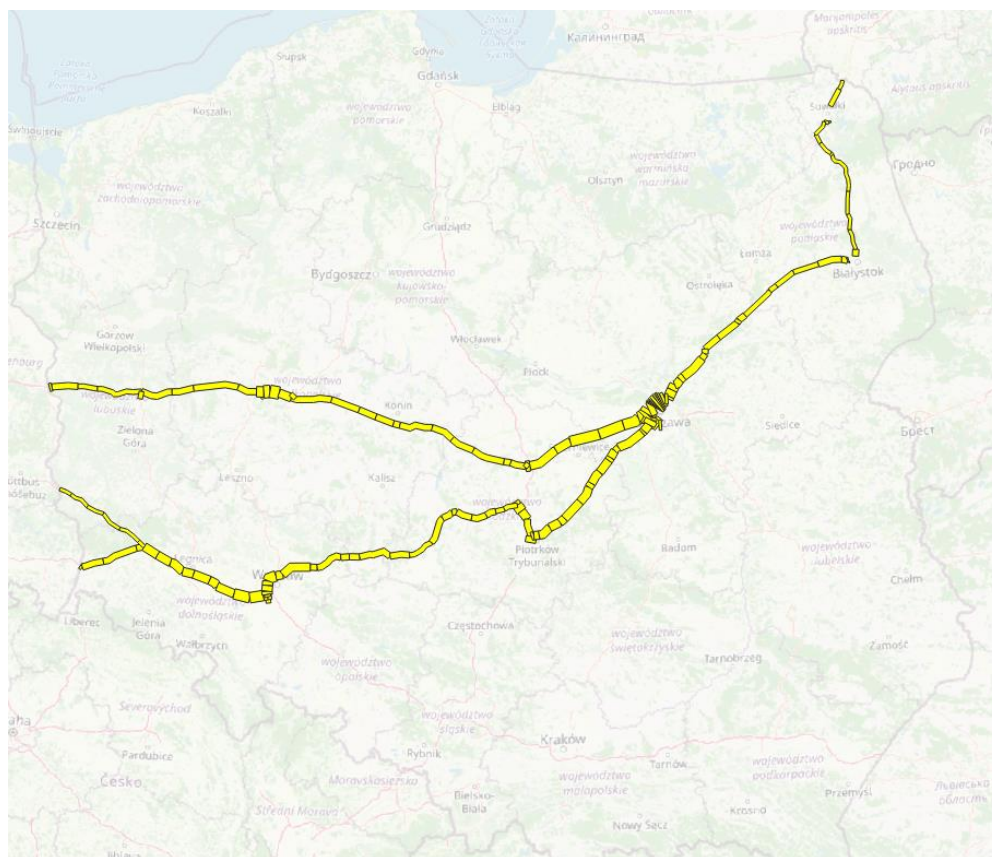 Калининград
Marijampolės
apskritis
Gdynia
Słupsk
Gdańsk
Alytaus apskritis
Suwałki
Koszalin
województwo
pomorskie
Elbląg
Świnoujście
województwo
warmińsko-
mazurskie
Гродно
Olsztyn
województwo
zachodniopomorskie
Szczecin
Grudziądz
województwo
podlaskie
Łomża
Białystok
Bydgoszcz
województwo
kujawsko-
pomorskie
Ostrołęka
Gorzów
Wielkopolski
Włocławek
Płock
lubuskie
Konin
Siedlce
Брест
Zielona
Góra
Leszno
Kalisz
Radom
Piotrków
Trybunalski
województwo
lubelskie
Legnica
Chełm
województwo
dolnośląskie
Liberec
Jelenia
Góra
Wałbrzych
Częstochowa
województwo
świętokrzyskie
Zamość
województwo
opolskie
Tarnobrzeg
Severovýchod
województwo
śląskie
Kraków
Pardubice
Rybnik
Tarnów
województwo
podkarpackie
Česko
Moravskoslezsko
województwo
małopolskie
Przemyśl
Львівська
область
Bielsko-
Biała
Krosno
Střední Morava
Nowy Sącz